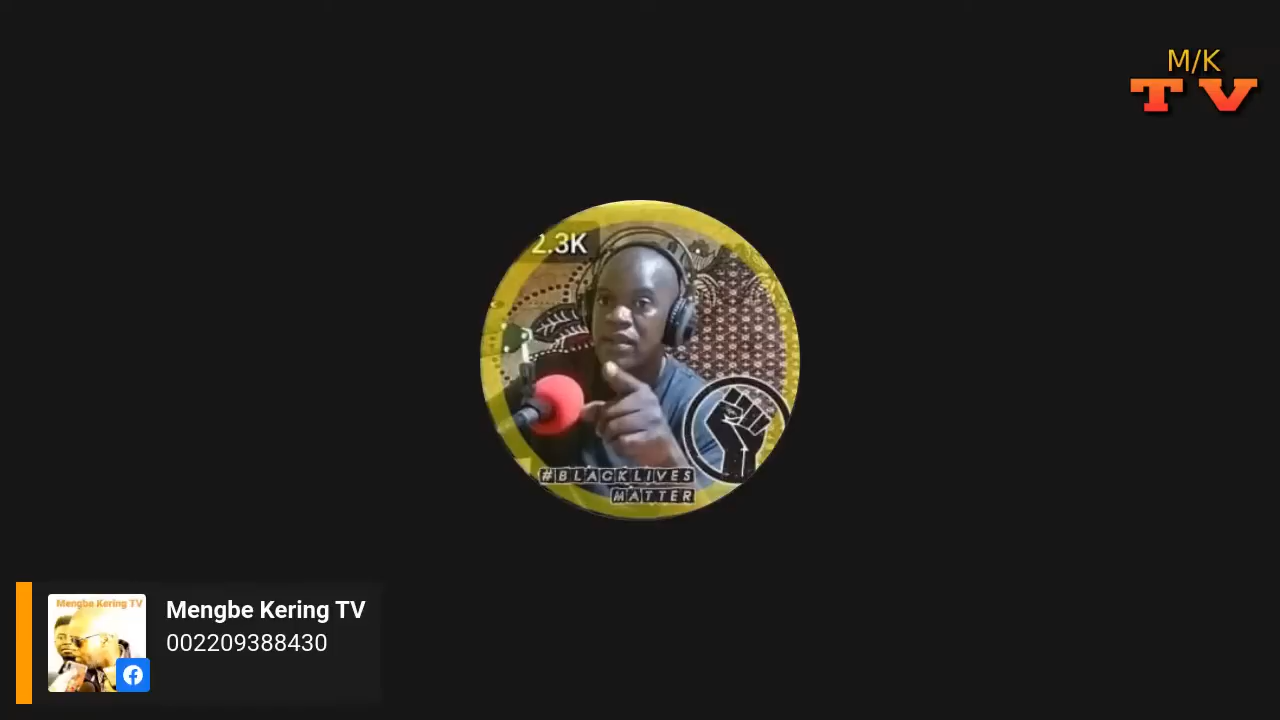 M/K
TV
2.3K
#BLACKLIVES
MATTER
Mengbe Kering TV
Mengbe Kering TV
002209388430